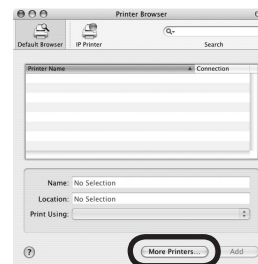 Printer Browser
Default Browser
IP Printer
Search
Printer Name
Connection
Name: No Selection
Location: No Selection
Print Using:
?
More Printers...
Add